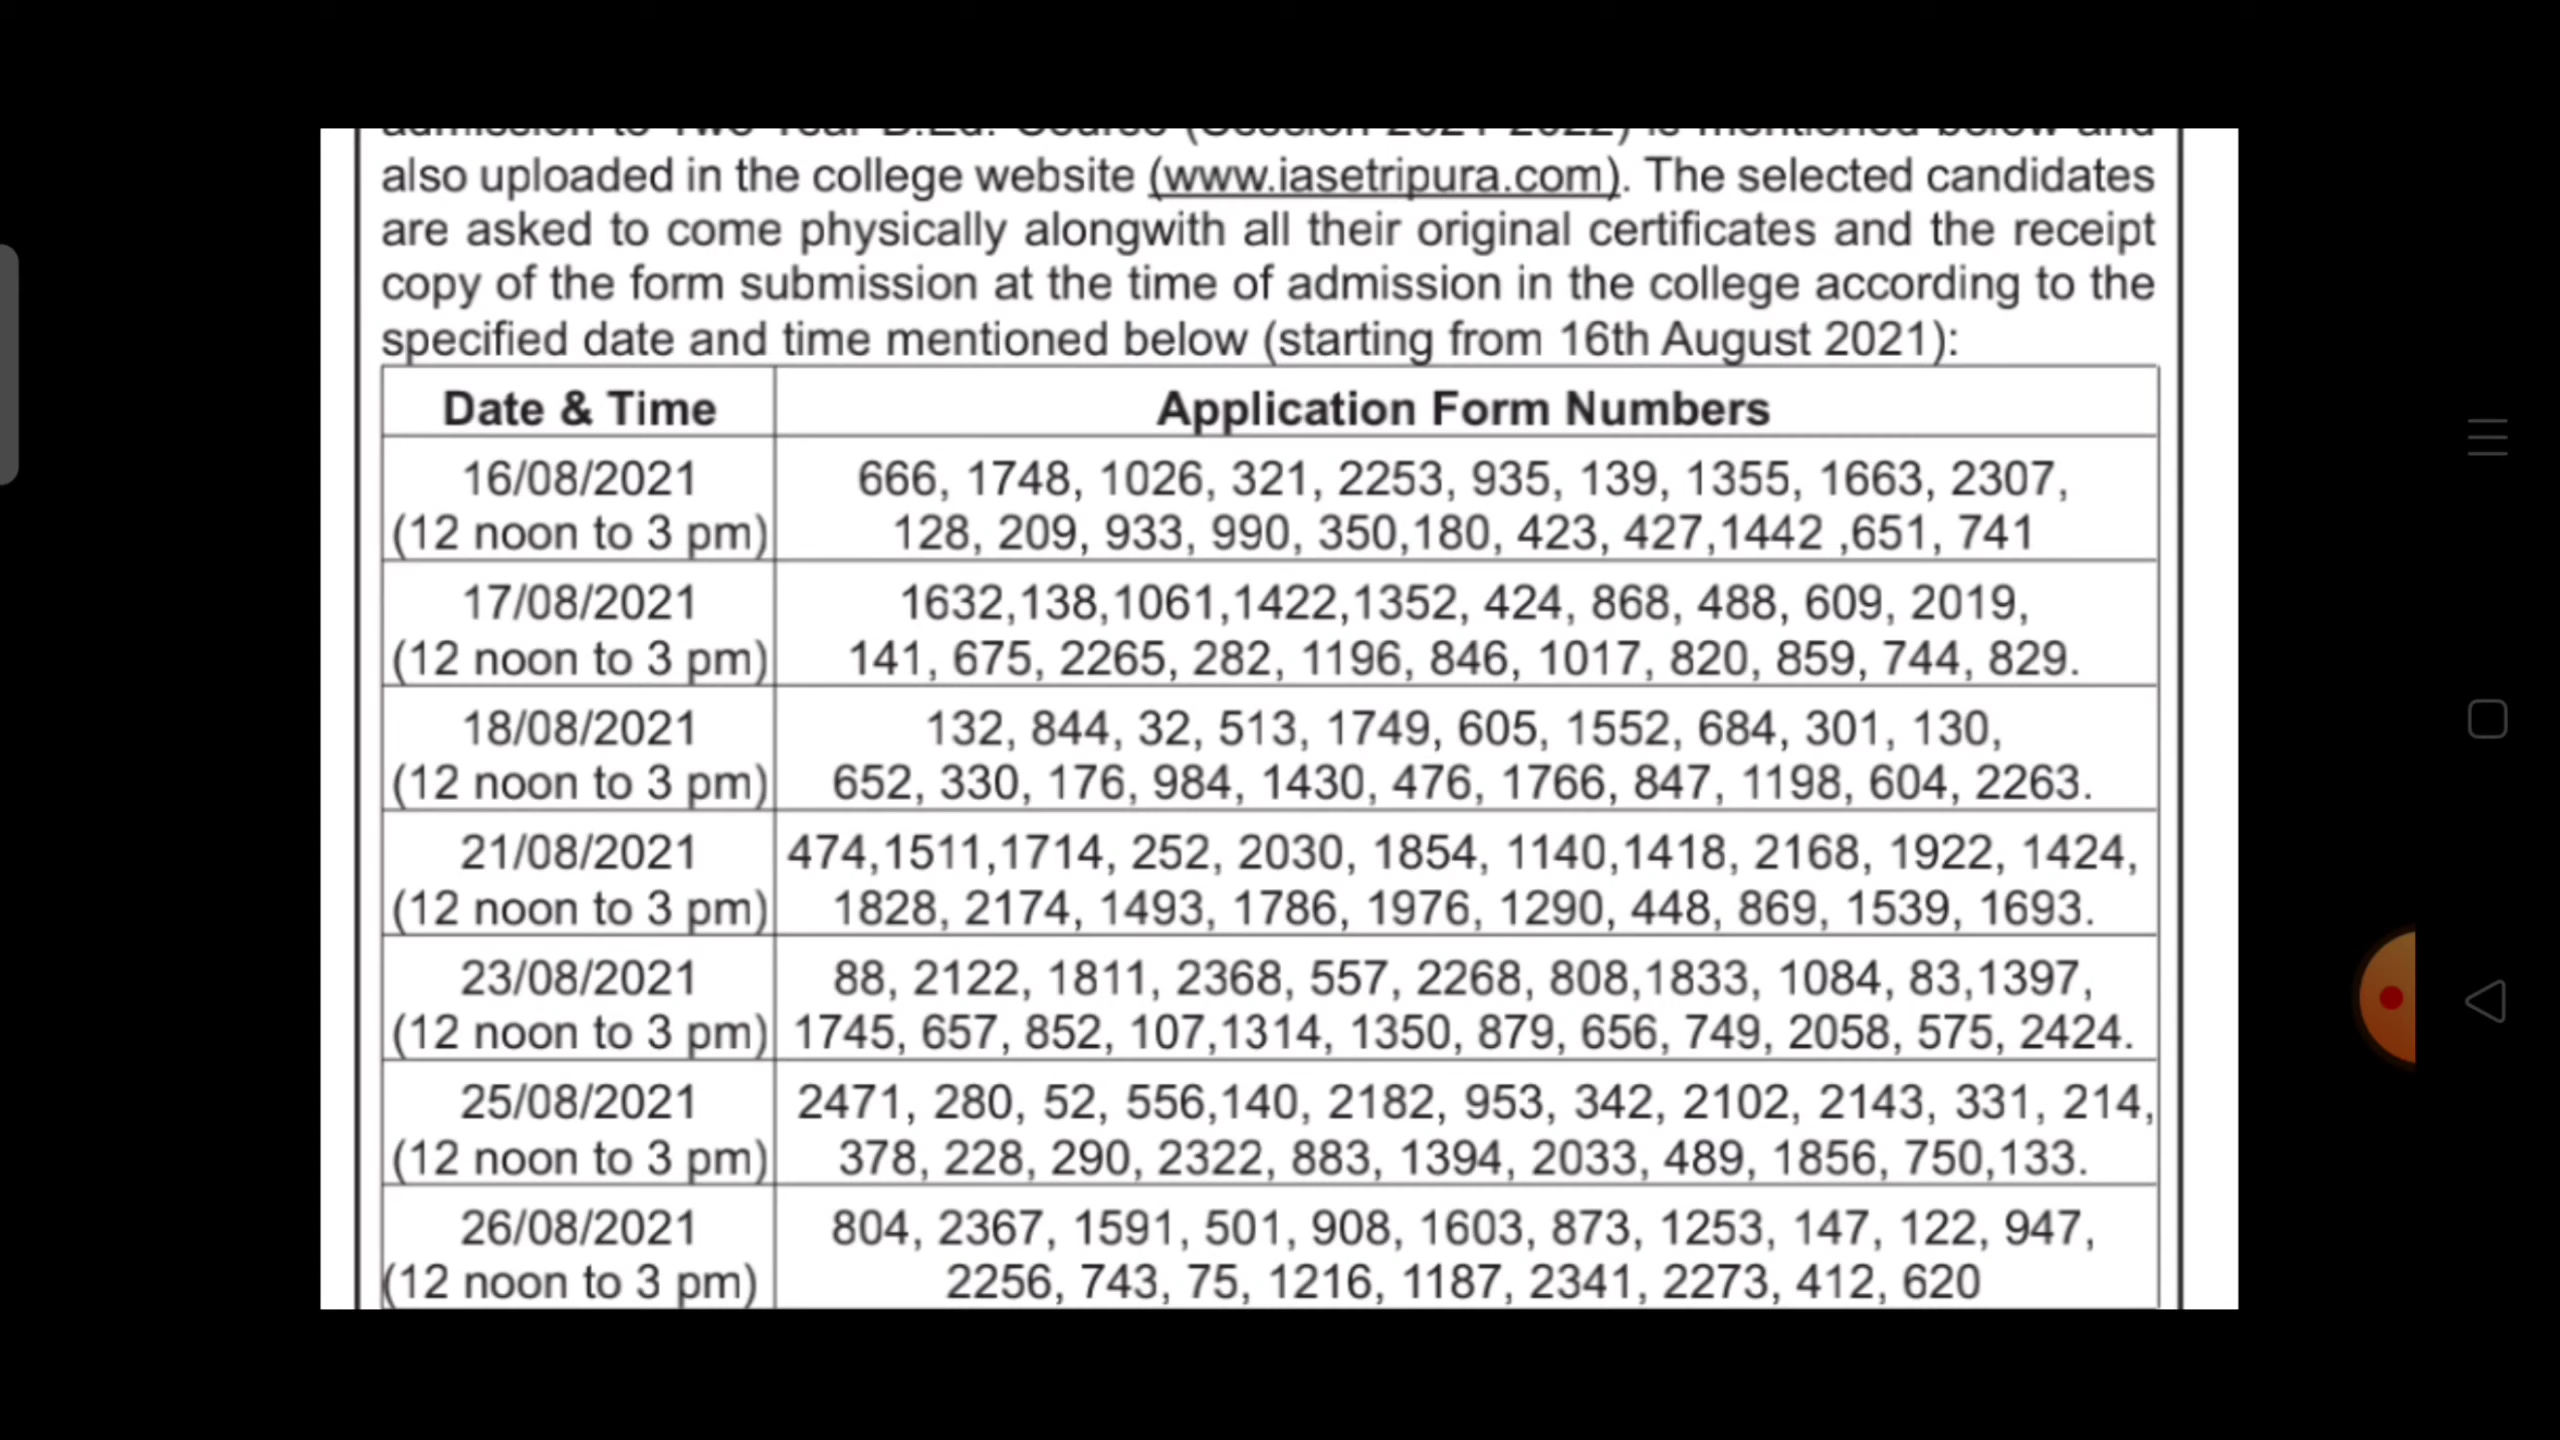 admission to Two Year B.Ed. Course (Session 2021-2022) is mentioned below and
also uploaded in the college website (www.iasetripura.com). The selected candidates
are asked to come physically alongwith all their original certificates and the receipt
copy of the form submission at the time of admission in the college according to the
specified date and time mentioned below (starting from 16th August 2021):
Date & Time Application Form Numbers
16/08/2021 666, 1748, 1026, 321, 2253, 935, 139, 1355, 1663, 2307,
(12 noon to 3 pm) 128, 209, 933, 990, 350,180, 423, 427,1442 ,651, 741
17/08/2021 1632,138,1061,1422,1352, 424, 868, 488, 609, 2019,
(12 noon to 3 pm) 141, 675, 2265, 282, 1196, 846, 1017, 820, 859, 744, 829.
18/08/2021 132, 844, 32, 513, 1749, 605, 1552, 684, 301, 130,
(12 noon to 3 pm) 652, 330, 176, 984, 1430, 476, 1766, 847, 1198, 604, 2263.
21/08/2021 474,1511,1714, 252, 2030, 1854, 1140,1418, 2168, 1922, 1424,
(12 noon to 3 pm) 1828, 2174, 1493, 1786, 1976, 1290, 448, 869, 1539, 1693.
23/08/2021 88, 2122, 1811, 2368, 557, 2268, 808,1833, 1084, 83,1397,
(12 noon to 3 pm) 1745, 657, 852, 107,1314, 1350, 879, 656, 749, 2058, 575, 2424.
25/08/2021 2471, 280, 52, 556,140, 2182, 953, 342, 2102, 2143, 331, 214,
(12 noon to 3 pm) 378, 228, 290, 2322, 883, 1394, 2033, 489, 1856, 750,133.
26/08/2021 804, 2367, 1591, 501, 908, 1603, 873, 1253, 147, 122, 947,
(12 noon to 3 pm) 2256, 743, 75, 1216, 1187, 2341, 2273, 412, 620